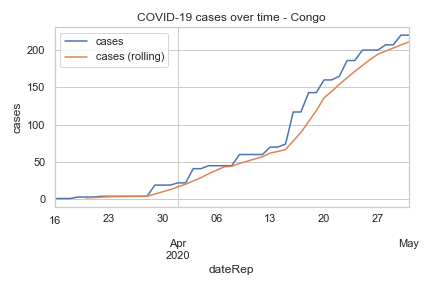 COVID-19 cases over time - Congo
cases
cases (rolling)
200
150
100
50
0
cases
16
23
30
06
13
20
27
Apr
2020
May
dateRep